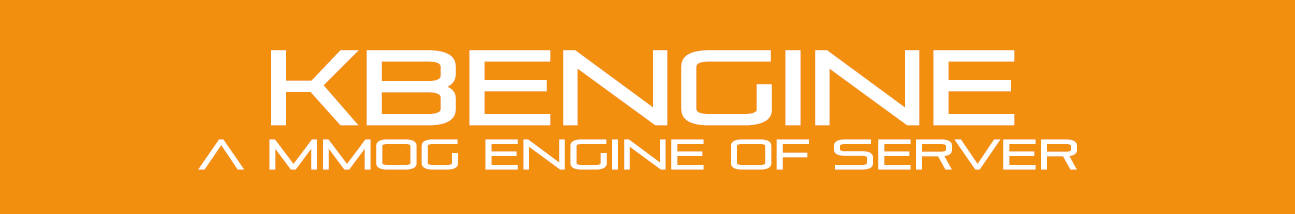 KBENGINE
A MMOG ENGINE OF SERVER